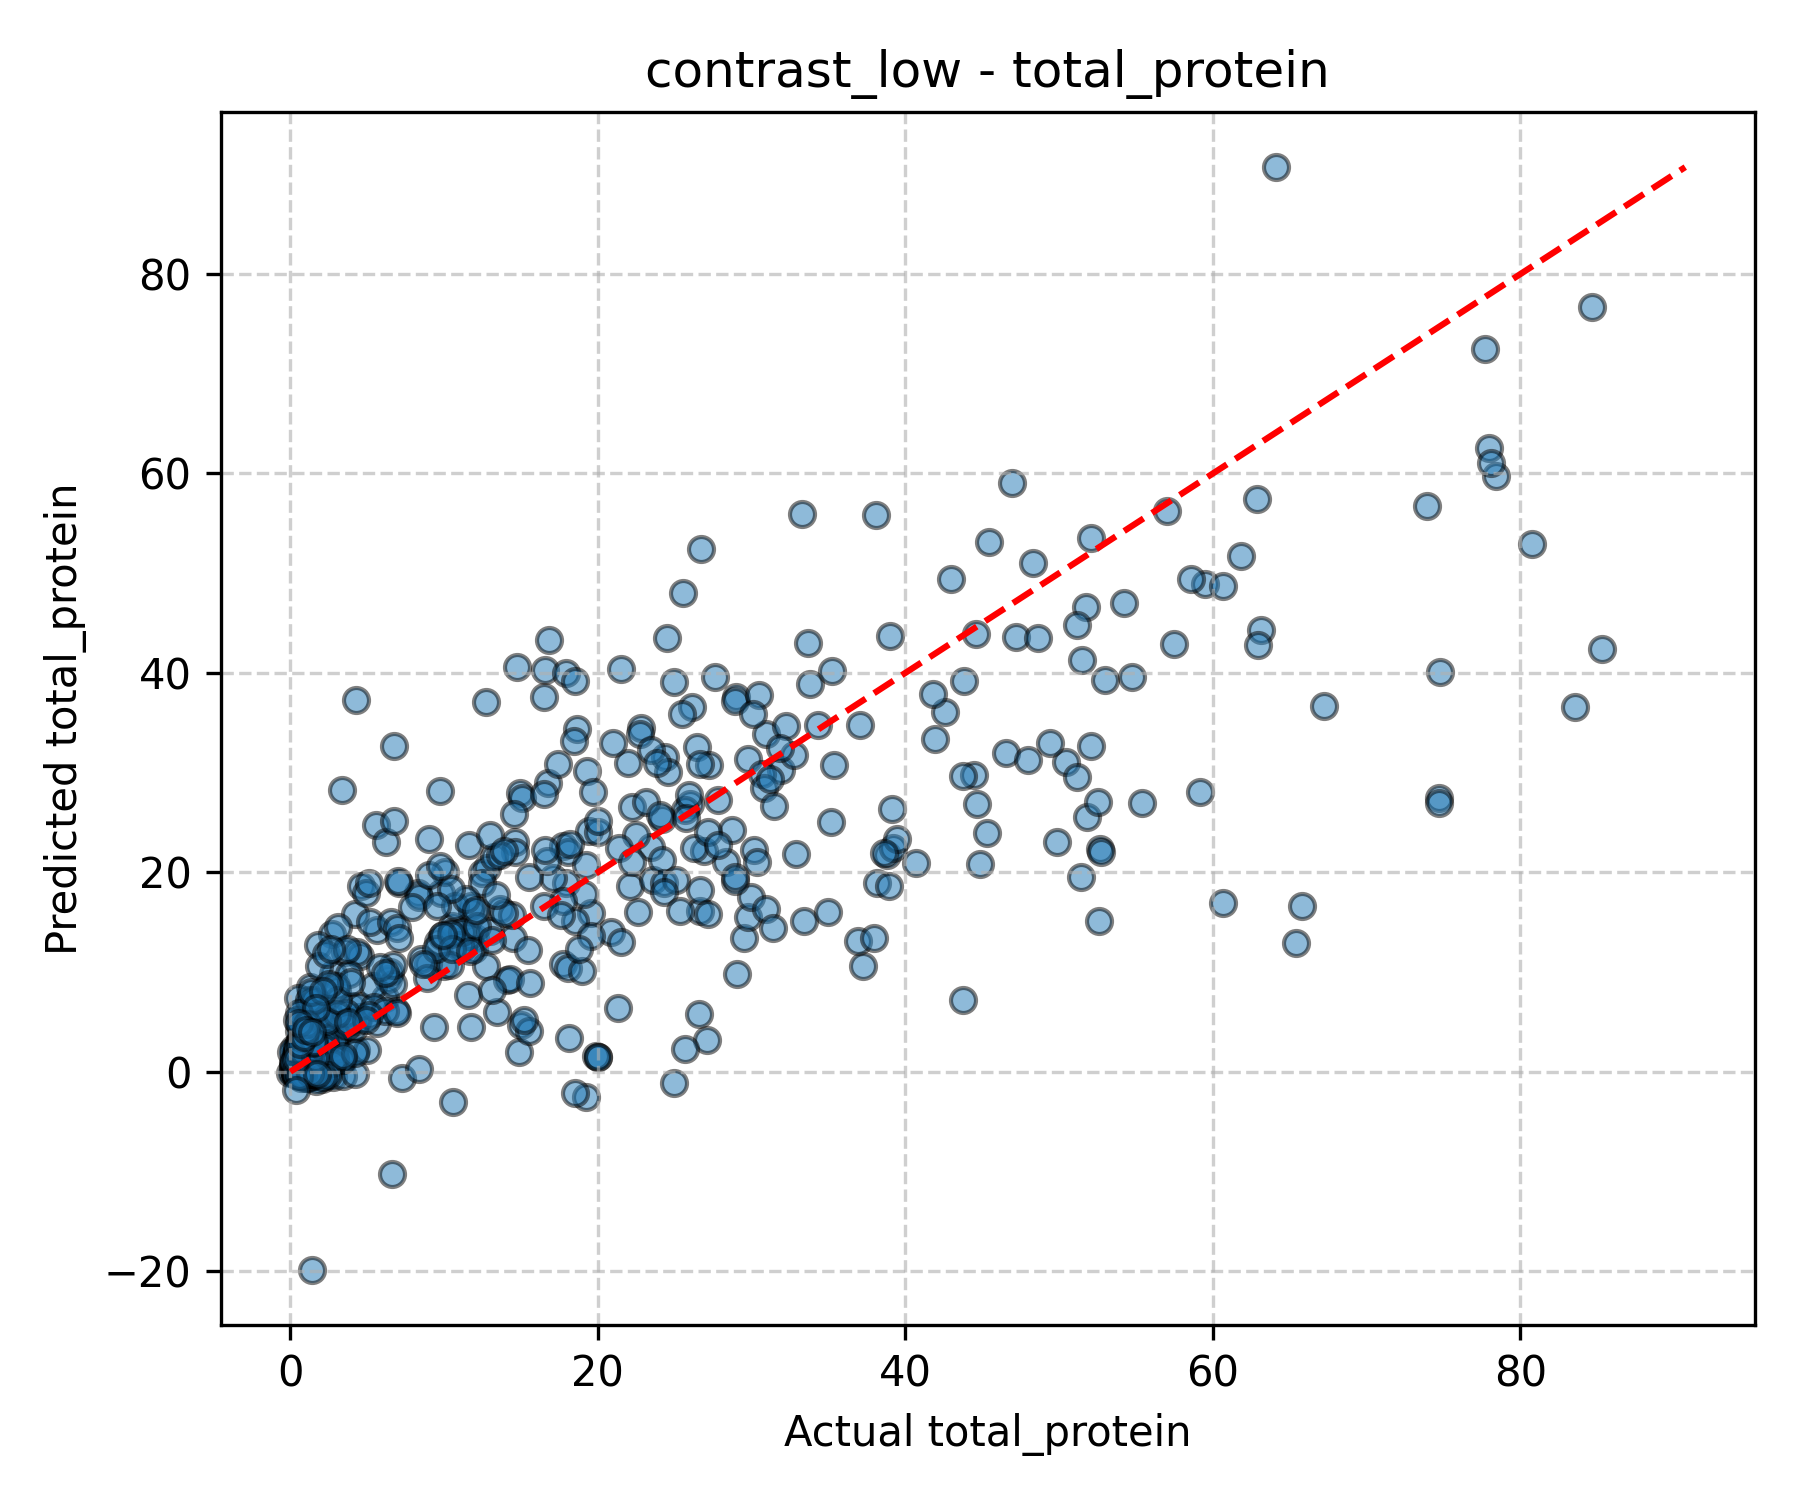 contrast_low - total_protein
Predicted total_protein
80
60
40
20
0
−20
0 20 40 60 80
Actual total_protein